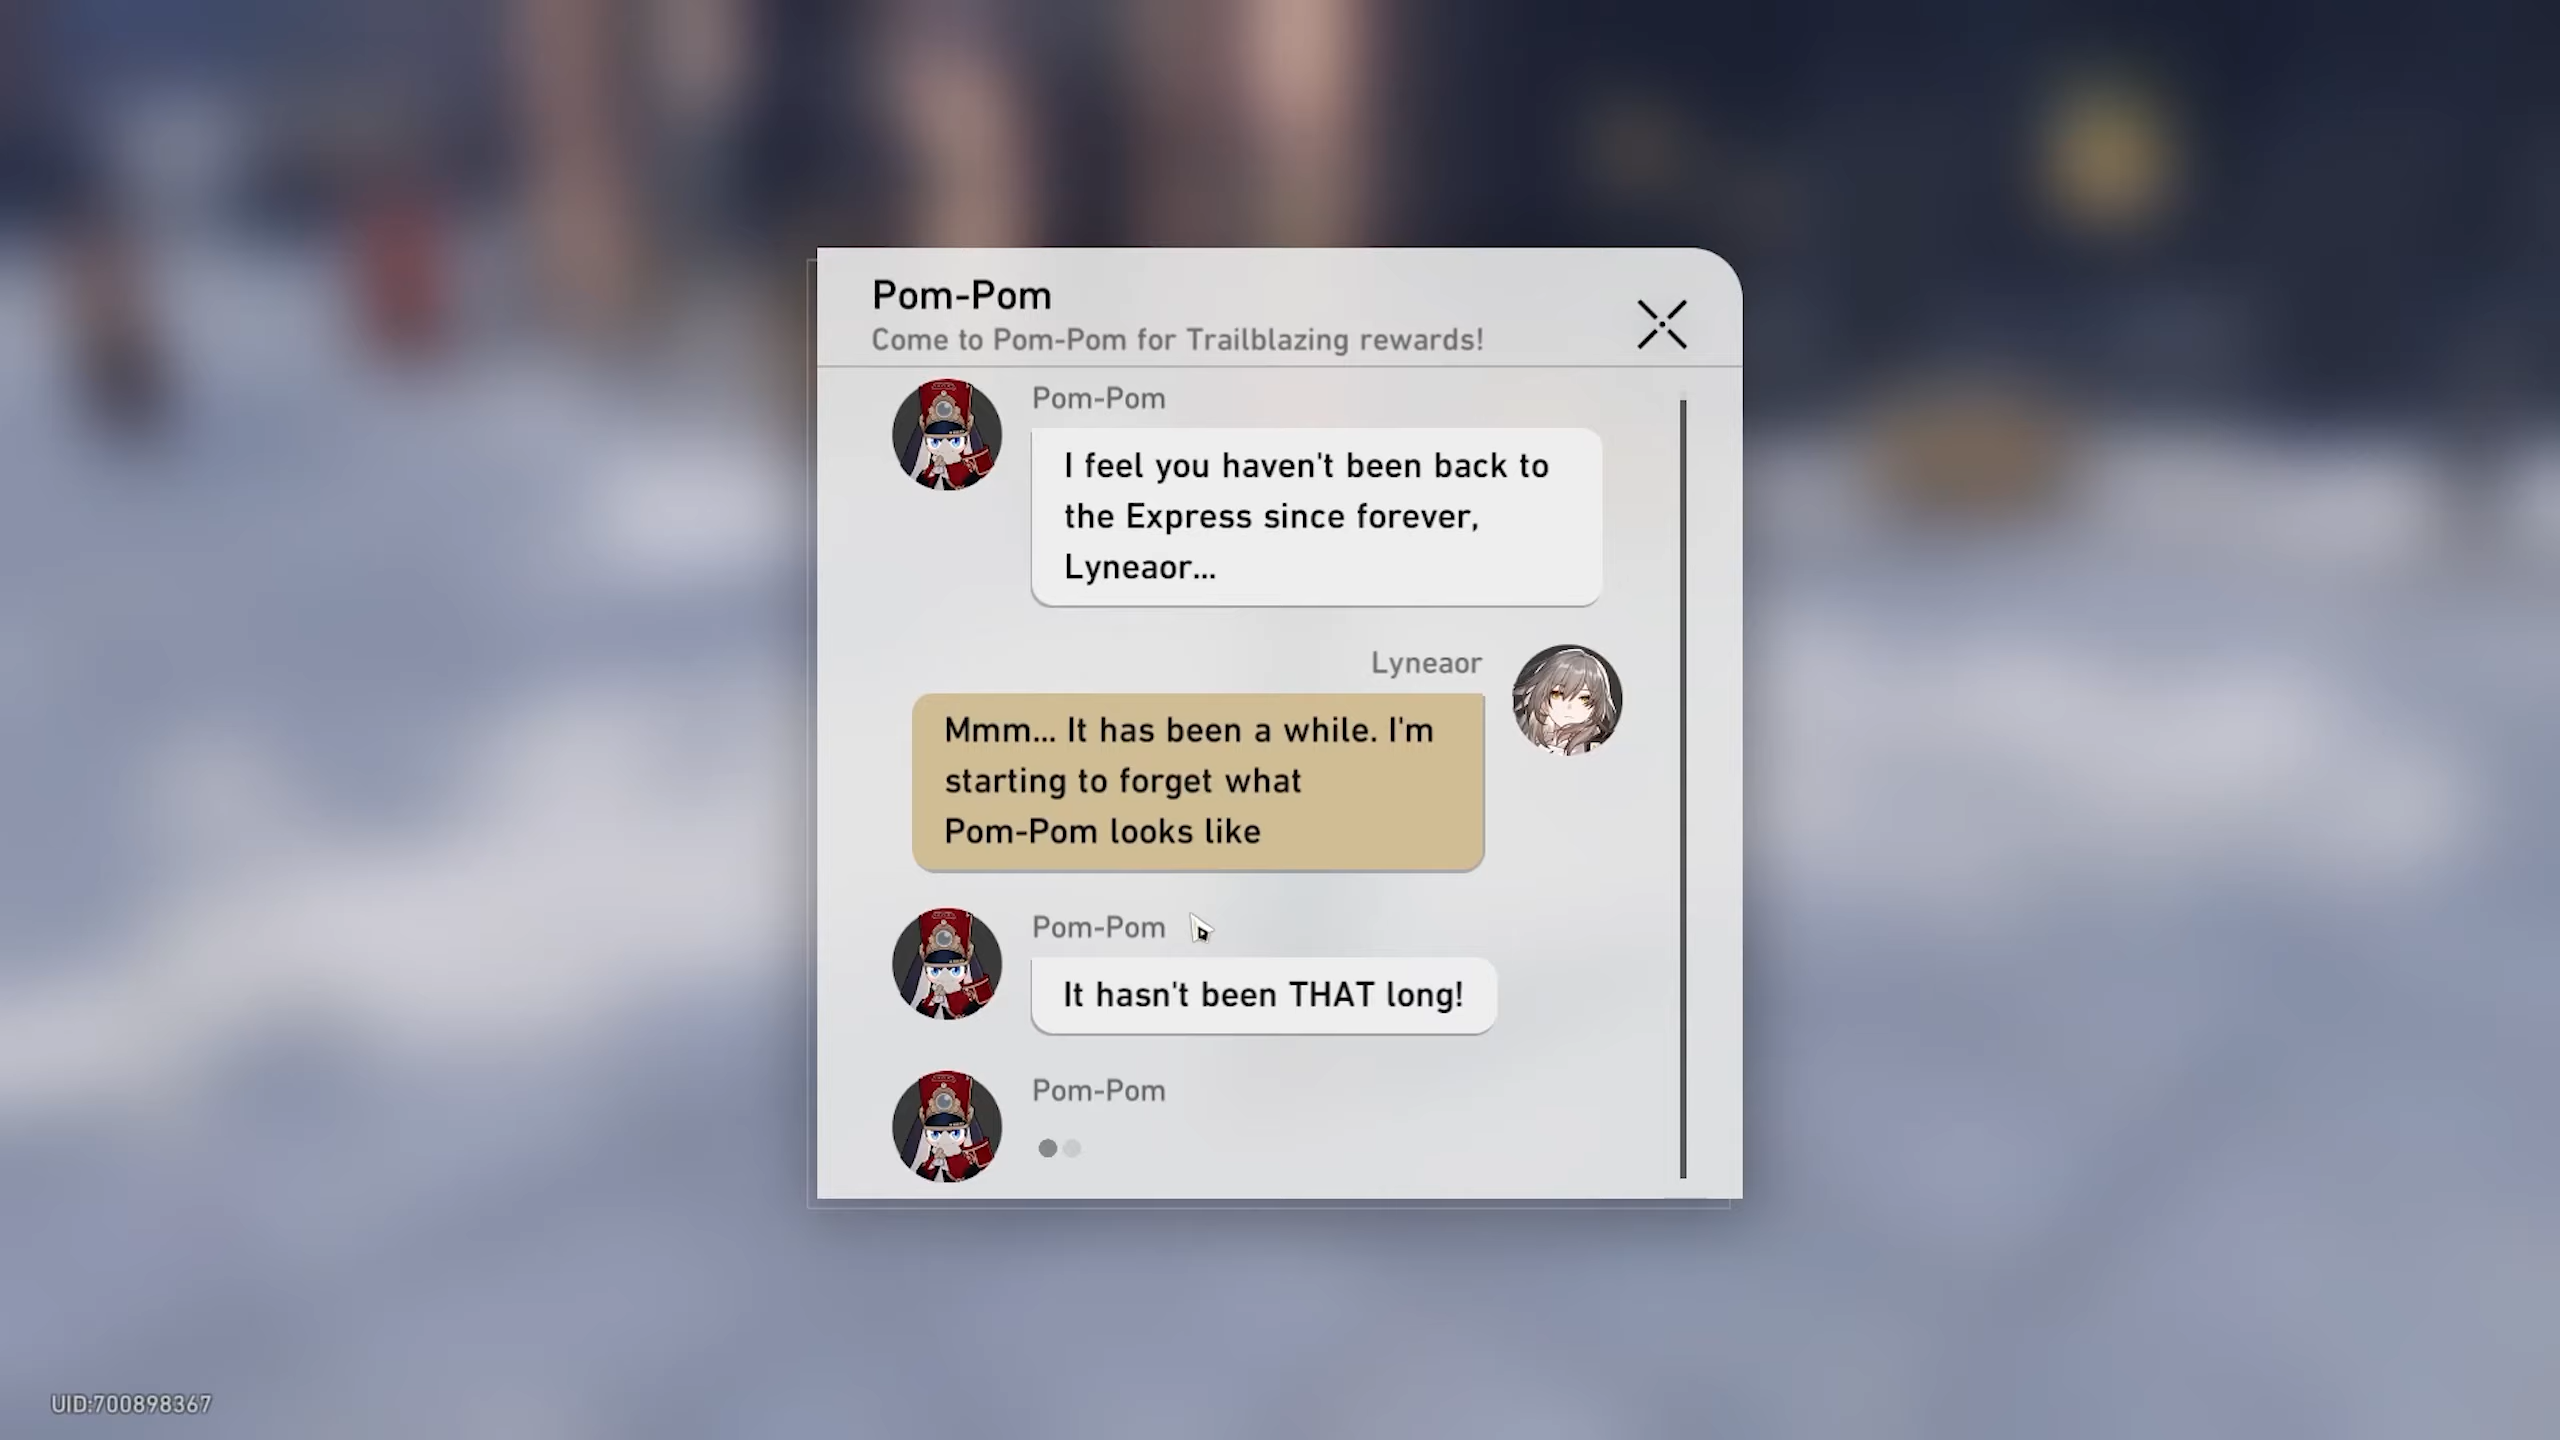 Pom-Pom
Come to Pom-Pom for Trailblazing rewards!
Pom-Pom
I feel you haven't been back to
the Express since forever,
Lyneaor...
Lyneaor
Mmm... It has been a while. I'm
starting to forget what
Pom-Pom looks like
Pom-Pom
It hasn't been THAT long!
Pom-Pom
UID:700898367